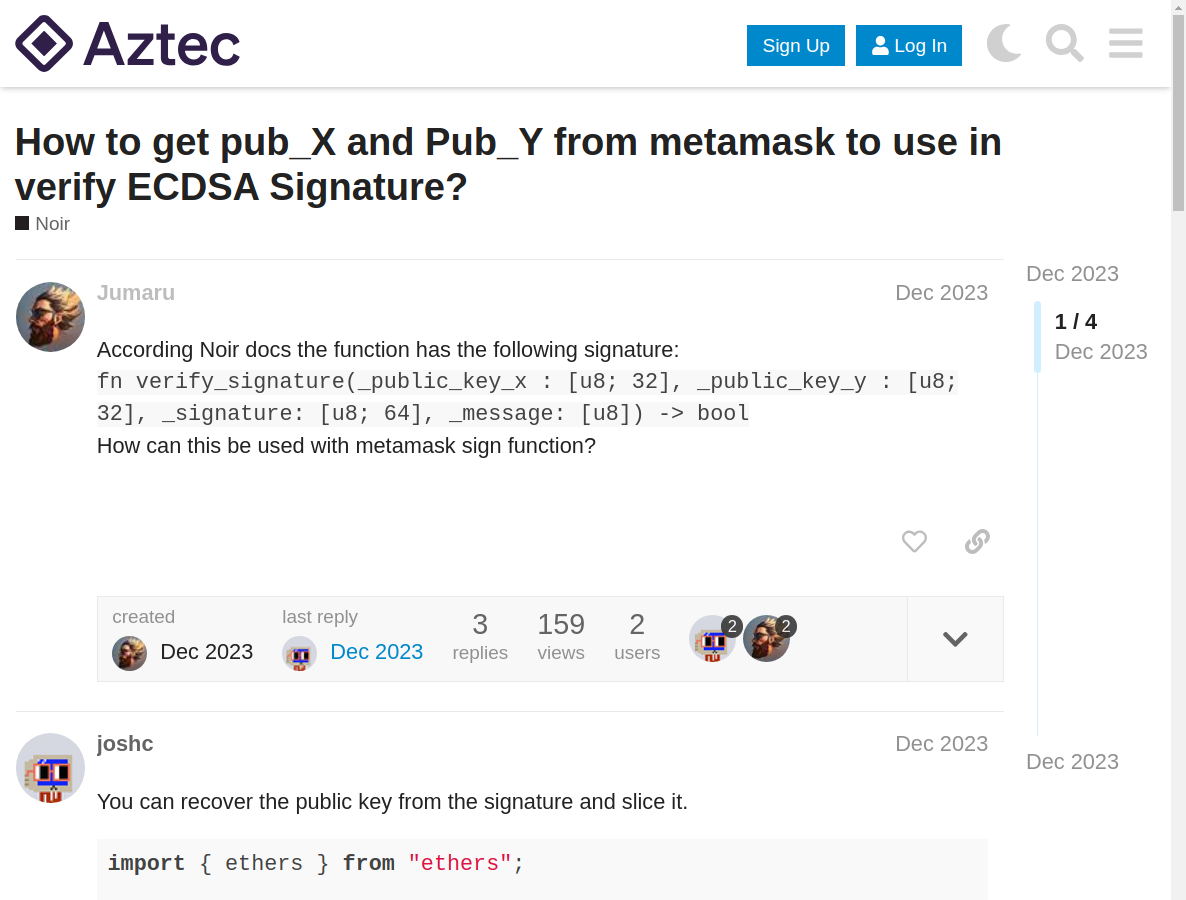 Aztec
Sign Up
Log In
How to get pub_X and Pub_Y from metamask to use in
verify ECDSA Signature?
Noir
Jumaru
Dec 2023
According Noir docs the function has the following signature:
fn verify_signature(_public_key_x : [u8; 32], _public_key_y : [u8;
32], _signature: [u8; 64], _message: [u8]) -> bool
How can this be used with metamask sign function?
created
Dec 2023
last reply
Dec 2023
3
replies
159
views
2
users
2
2
joshc
Dec 2023
You can recover the public key from the signature and slice it.
import { ethers } from "ethers";
Dec 2023
1 / 4
Dec 2023
Dec 2023